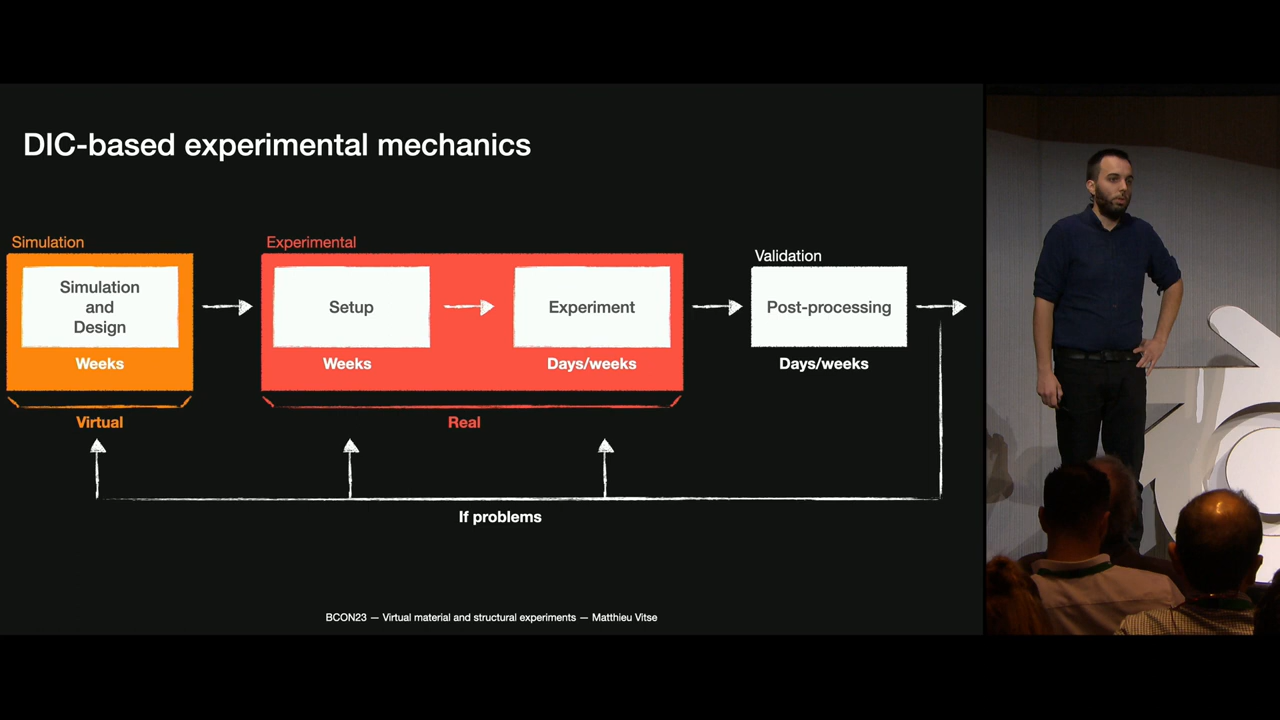 DIC-based experimental mechanics
Simulation
Experimental
Validation
Simulation
and
Design
Setup
Experiment
Post-processing
Weeks
Weeks
Days/weeks
Days/weeks
Virtual
Real
If problems
BCON23 — Virtual material and structural experiments — Matthieu Vitse